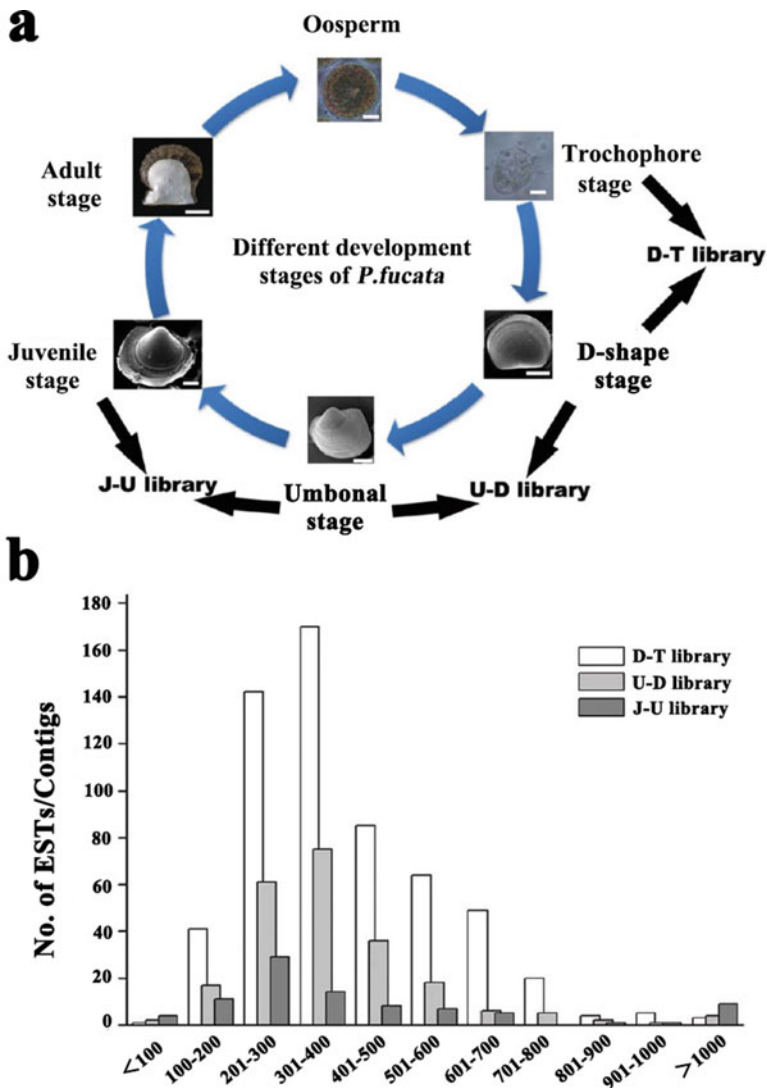 a
Oosperm
Trochophore
stage
D-T library
D-shape
stage
U-D library
Umbonal
stage
J-U library
Juvenile
stage
Adult
stage
Different development
stages of P.fucata
b
No. of ESTs/Contigs
180
160
140
120
100
80
60
40
20
0
D-T library
U-D library
J-U library
<100
100-200
201-300
301-400
401-500
501-600
601-700
701-800
801-900
901-1000
>1000